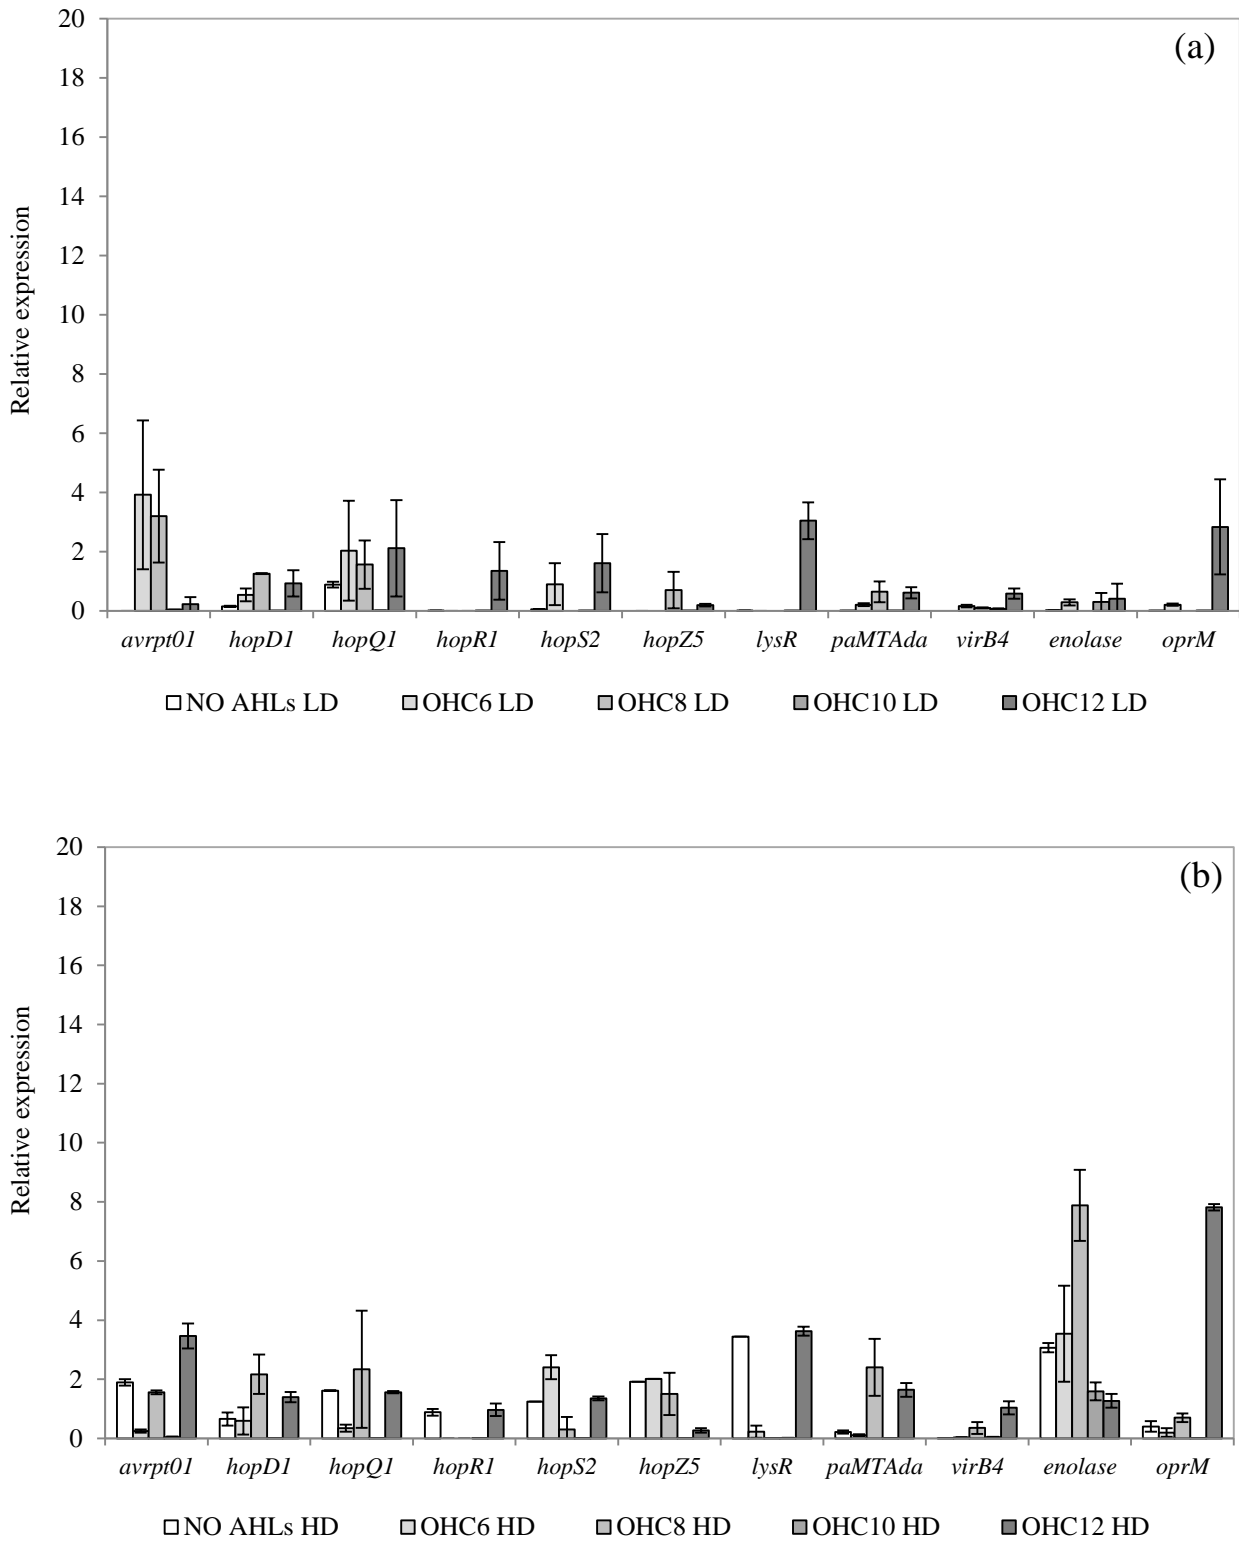 20
(a)
18
16
14
12
10
8
6
4
2
0
Relative expression
avrpt01 hopD1 hopQ1 hopR1 hopS2 hopZ5 lysR paMTAda virB4 enolase oprM
NO AHLs LD OHC6 LD OHC8 LD OHC10 LD OHC12 LD
20
(b)
18
16
14
12
10
8
6
4
2
0
Relative expression
avrpt01 hopD1 hopQ1 hopR1 hopS2 hopZ5 lysR paMTAda virB4 enolase oprM
NO AHLs HD OHC6 HD OHC8 HD OHC10 HD OHC12 HD